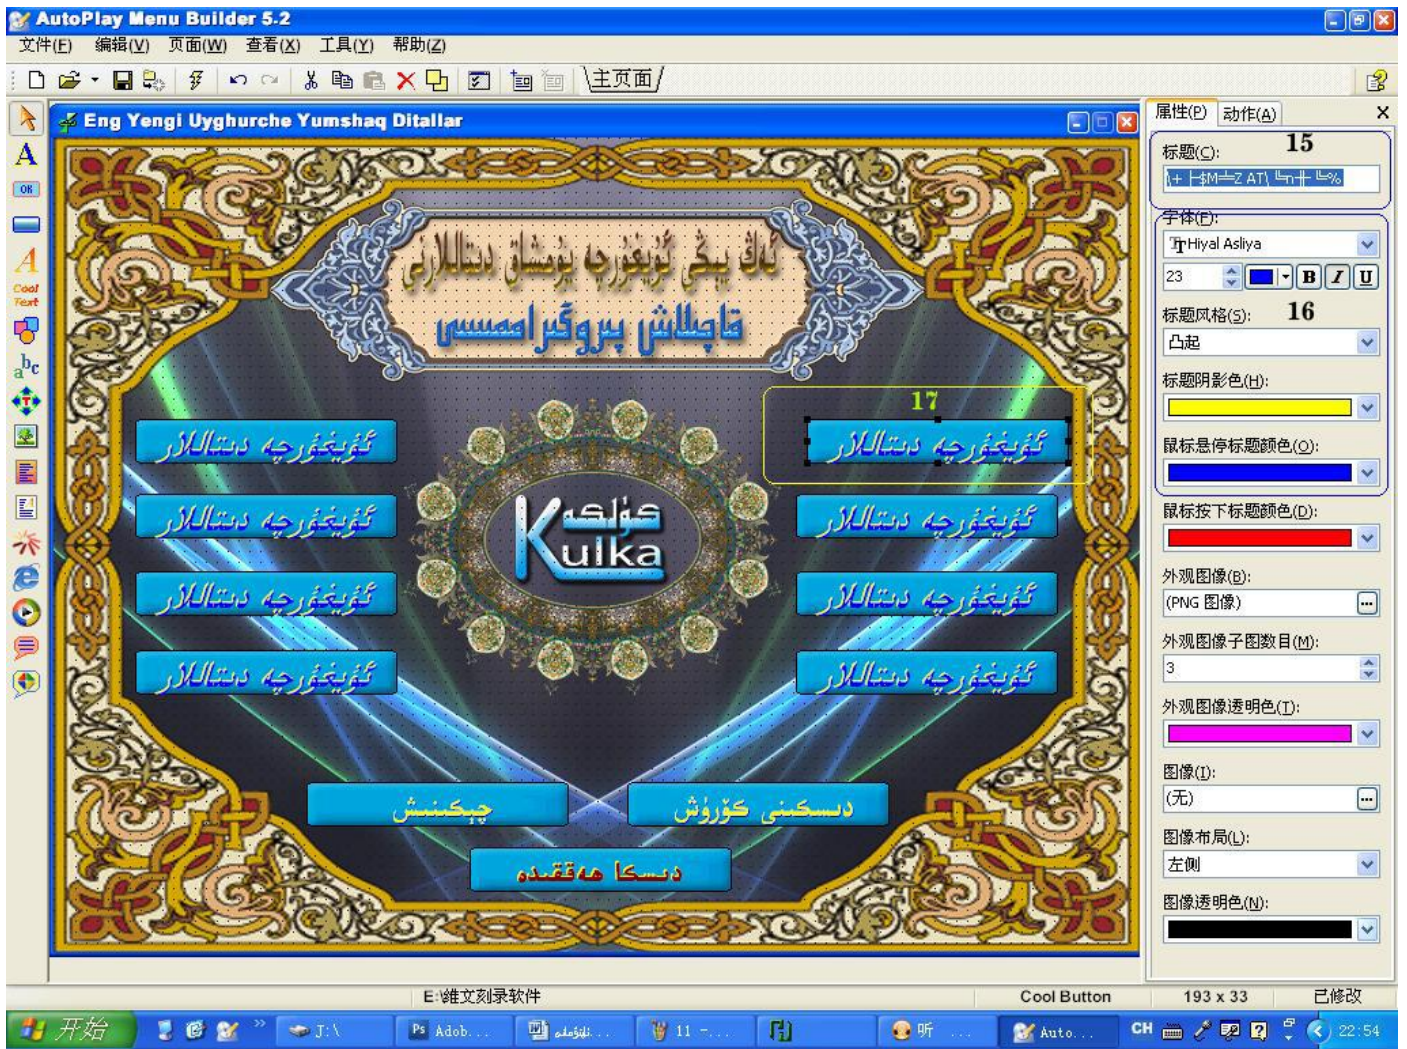 AutoPlay Menu Builder 5.2
文件(F) 编辑(V) 页面(W) 查看(X) 工具(Y) 帮助(Z)
\主页面/
Eng Yengi Uyghurche Yumshaq Ditallar
属性(P) 动作(A) X
A
OK
A
Cool
Text
abc
T
标题(C): 15
字体(F):
Hiyal Asliya
23 B I U
标题风格(S): 16
凸起
标题阴影色(H):
鼠标悬停标题颜色(O):
鼠标按下标题颜色(D):
外观图像(B):
(PNG 图像) ...
外观图像子图数目(M):
3
外观图像透明色(T):
图像(I):
(无) ...
图像布局(L):
左侧
图像透明色(N):
ئەڭ يېڭى ئۇيغۇرچە يۇمشاق دىتاللارنى
قاچىلاش پىروگىراممىسى
17
ئۇيغۇرچە دىتاللار
ئۇيغۇرچە دىتاللار
ئۇيغۇرچە دىتاللار
ئۇيغۇرچە دىتاللار
كۆلكە
Kulka
ئۇيغۇرچە دىتاللار
ئۇيغۇرچە دىتاللار
ئۇيغۇرچە دىتاللار
ئۇيغۇرچە دىتاللار
دىسكىنى كۆرۈش
چېكىنىش
دىسكا ھەققىدە
E:\维文刻录软件 Cool Button 193 x 33 已修改
开始 J:\ Ps Adob... 11 -... 昕 ... Auto... CH 22:54